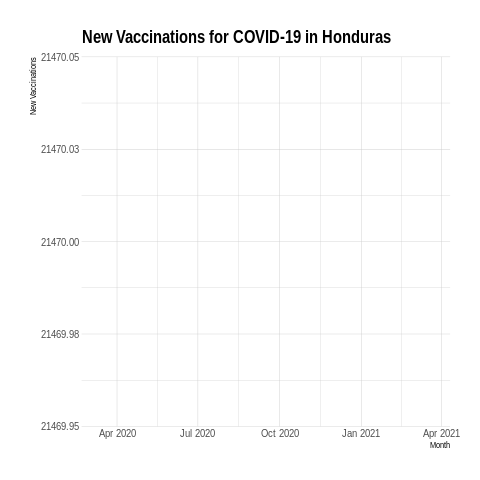 New Vaccinations for COVID-19 in Honduras
New Vaccinations
21470.05
21470.03
21470.00
21469.98
21469.95
Apr 2020 Jul 2020 Oct 2020 Jan 2021 Apr 2021
Month